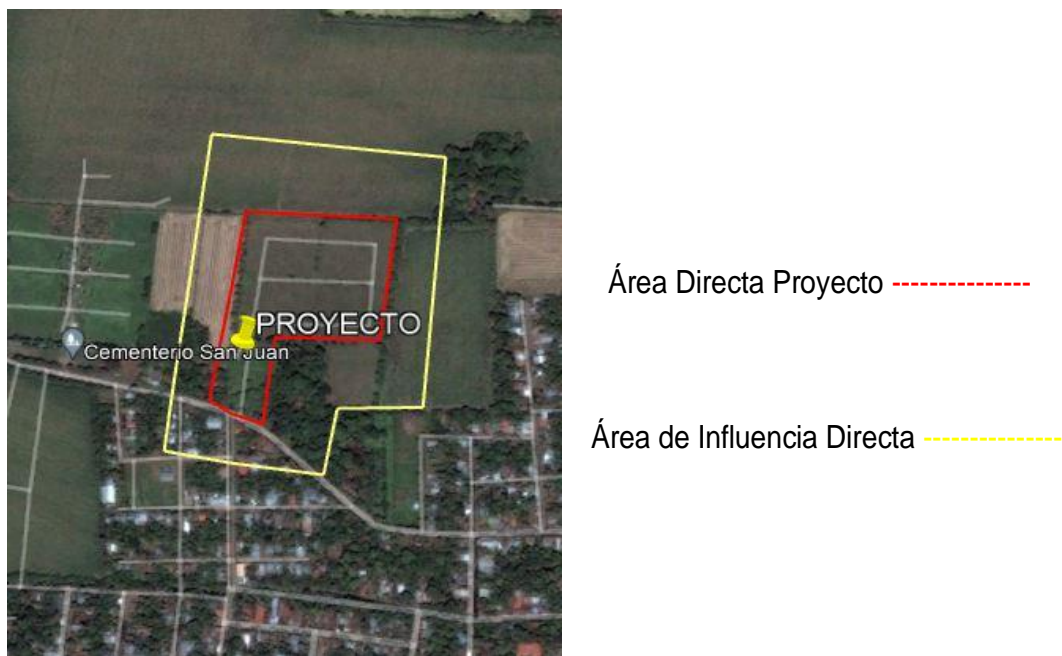 PROYECTO
Cementerio San Juan
Área Directa Proyecto ---------------
Área de Influencia Directa ---------------